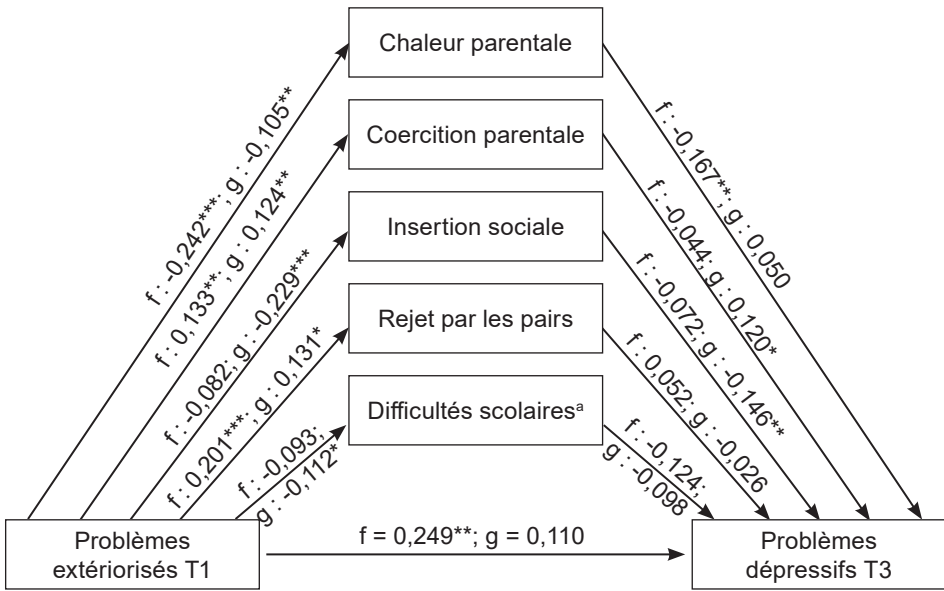 Chaleur parentale
Coercition parentale
Insertion sociale
Rejet par les pairs
Difficultés scolairesᵃ
f : -0,242***; g : -0,105**
f : 0,133**; g : 0,124**
f : -0,082; g : -0,229***
f : 0,201***; g : 0,131*
f : -0,093;
g : -0,112*
f : -0,167**; g : 0,050
f : -0,044; g : 0,120*
f : -0,072; g : -0,146**
f : 0,052; g : -0,026
f : -0,124;
g : -0,098
f = 0,249**; g = 0,110
Problèmes
extériorisés T1
Problèmes
dépressifs T3